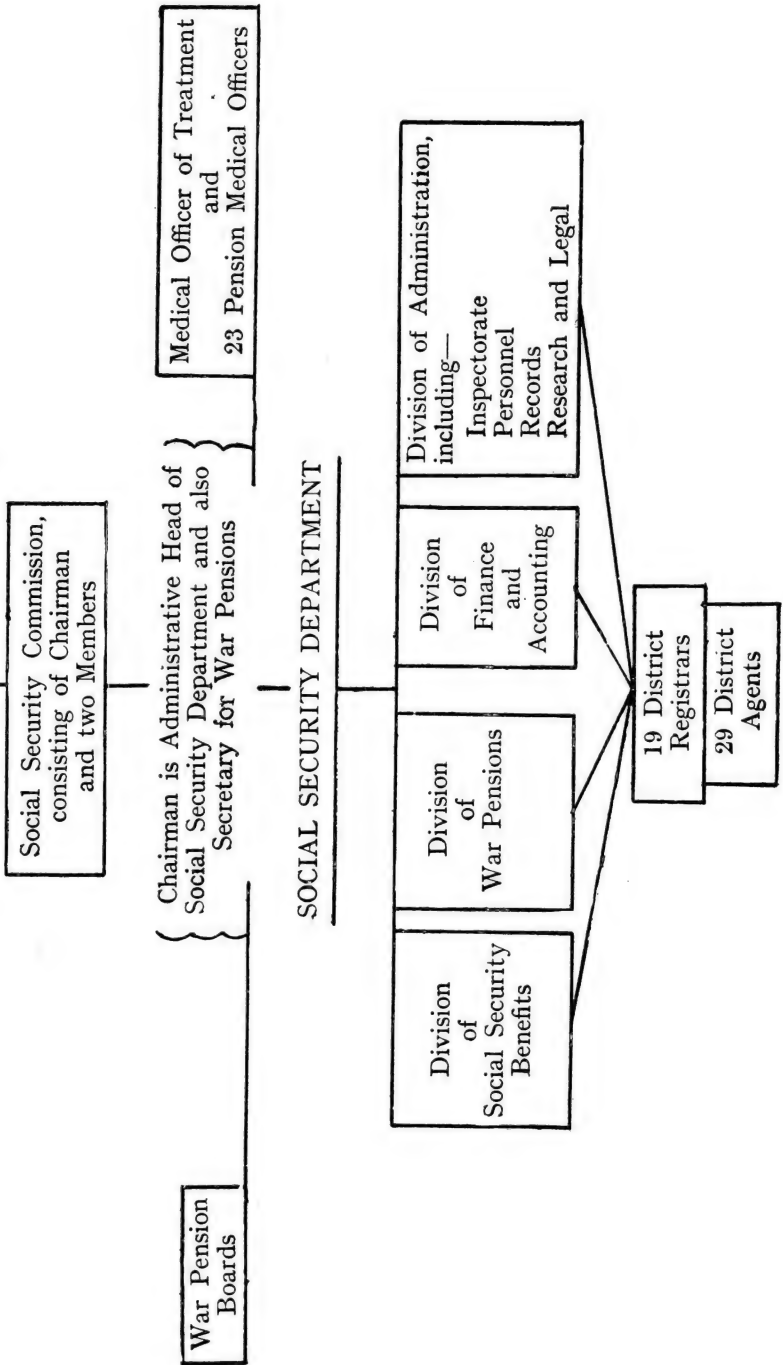 Social Security Commission,
consisting of Chairman
and two Members
Chairman is Administrative Head of
Social Security Department and also
Secretary for War Pensions
War Pension
Boards
Medical Officer of Treatment
and
23 Pension Medical Officers
SOCIAL SECURITY DEPARTMENT
Division
of
Social Security
Benefits
Division
of
War Pensions
Division
of
Finance
and
Accounting
Division of Administration,
including—
Inspectorate
Personnel
Records
Research and Legal
19 District
Registrars
29 District
Agents